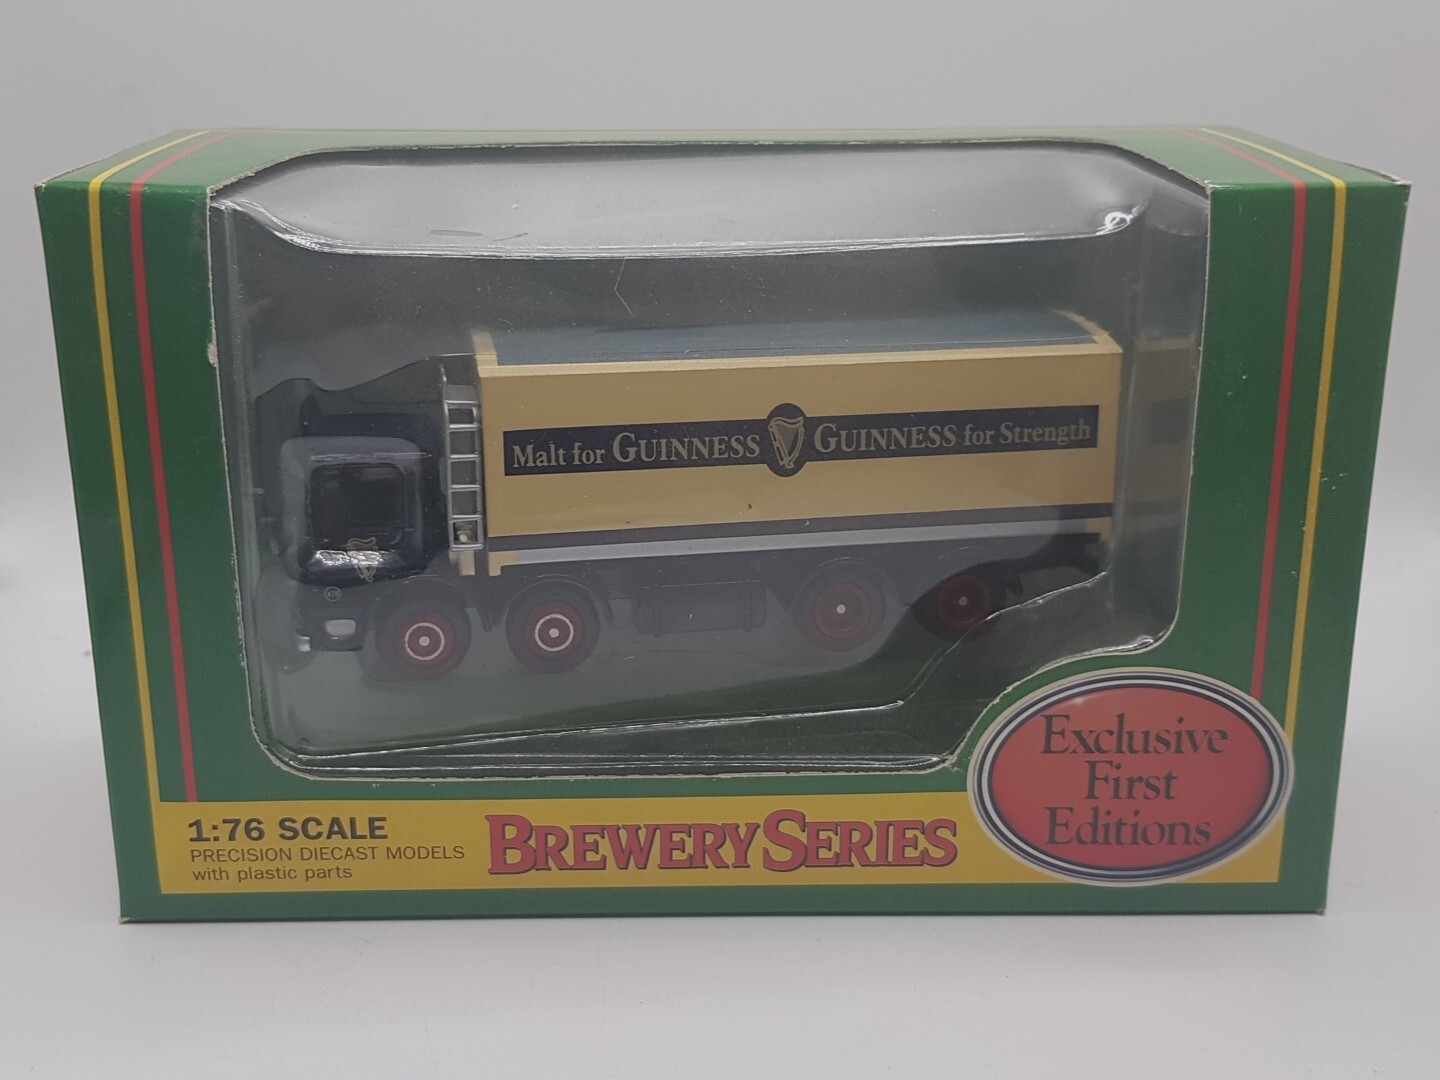 Malt for GUINNESS GUINNESS for Strength
1:76 SCALE
PRECISION DIECAST MODELS
with plastic parts
BREWERY SERIES
Exclusive
First
Editions